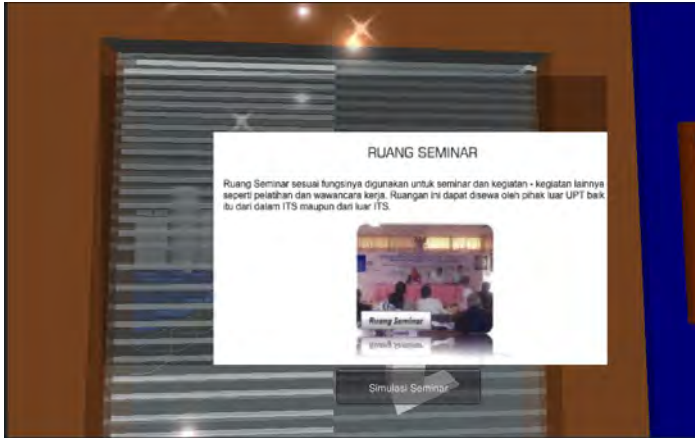 RUANG SEMINAR
Ruang Seminar sesuai fungsinya digunakan untuk seminar dan kegiatan - kegiatan lainnya
seperti pelatihan dan wawancara kerja. Ruangan ini dapat disewa oleh pihak luar UPT baik
itu dari dalam ITS maupun dari luar ITS.
Ruang Seminar
Simulasi Seminar